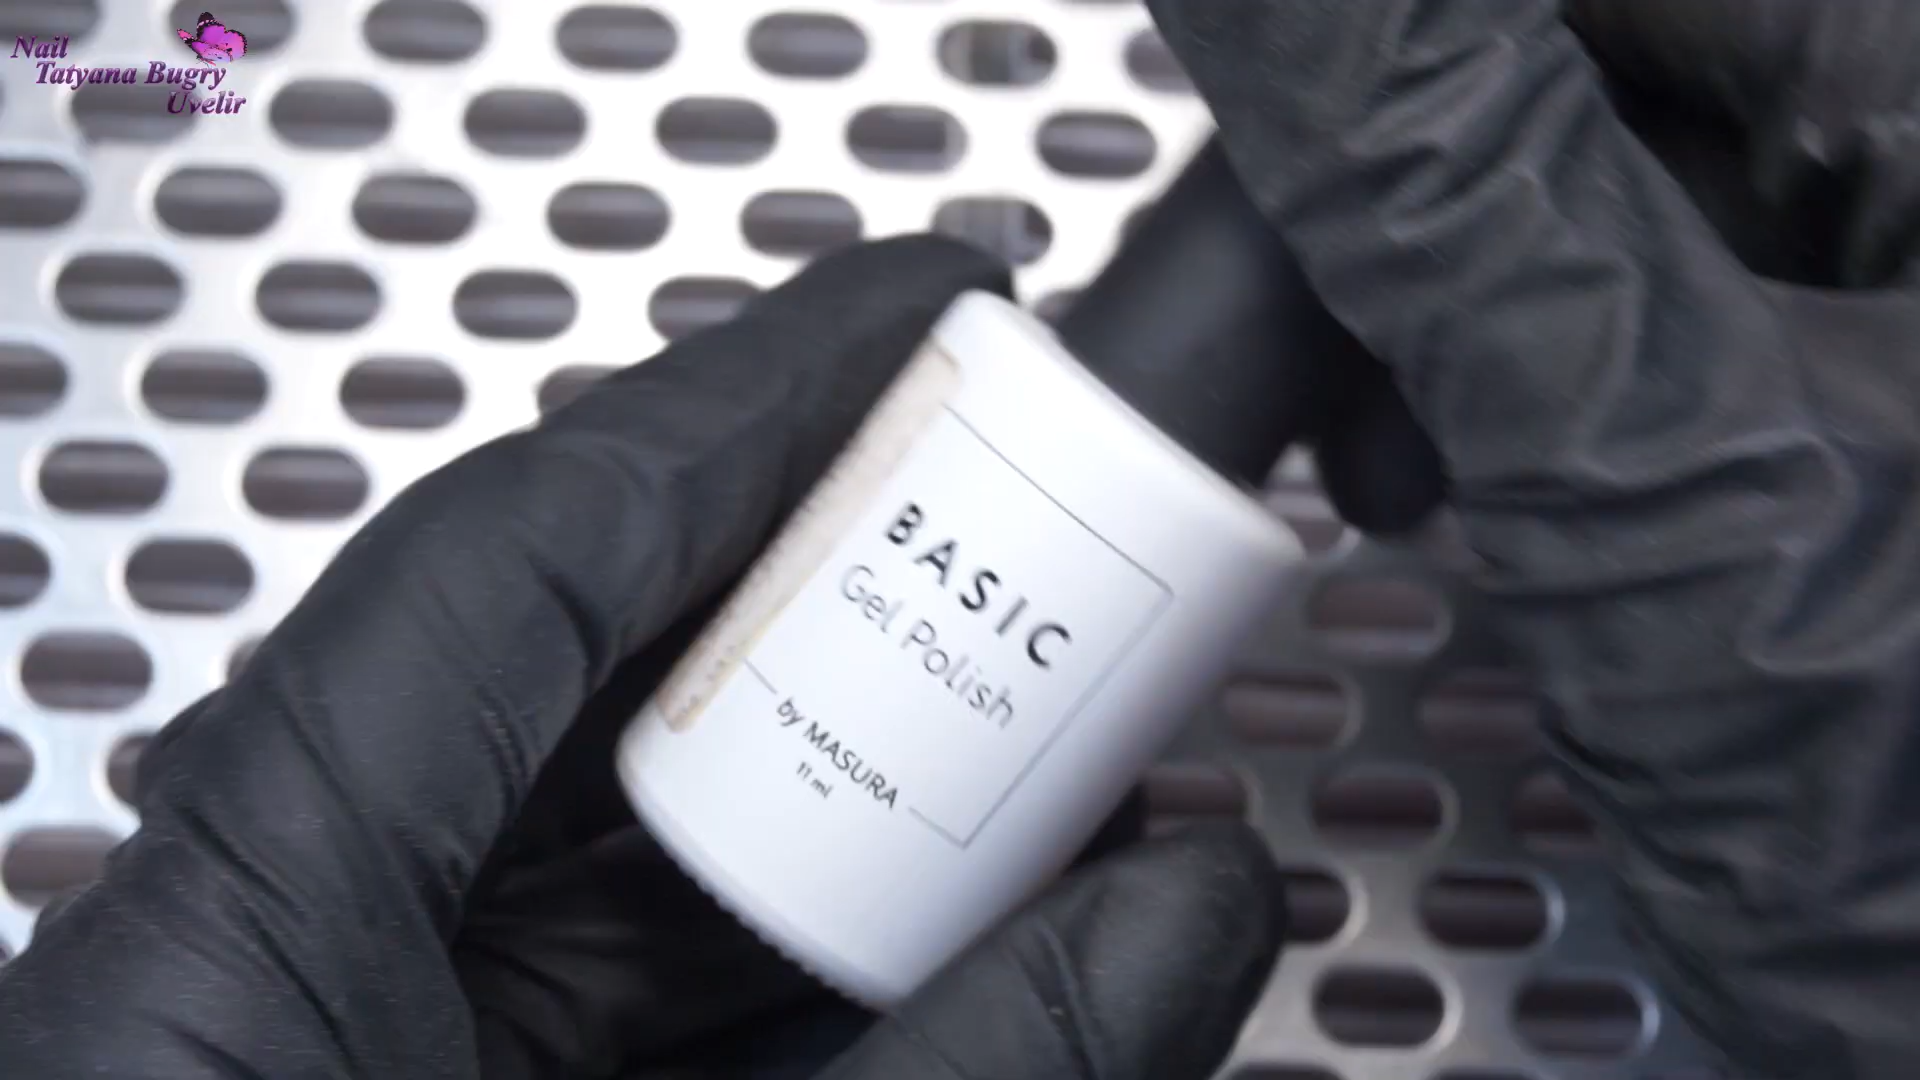 Nail
Tatyana Bugry
Uvelir
BASIC
Gel Polish
by MASURA
11 ml